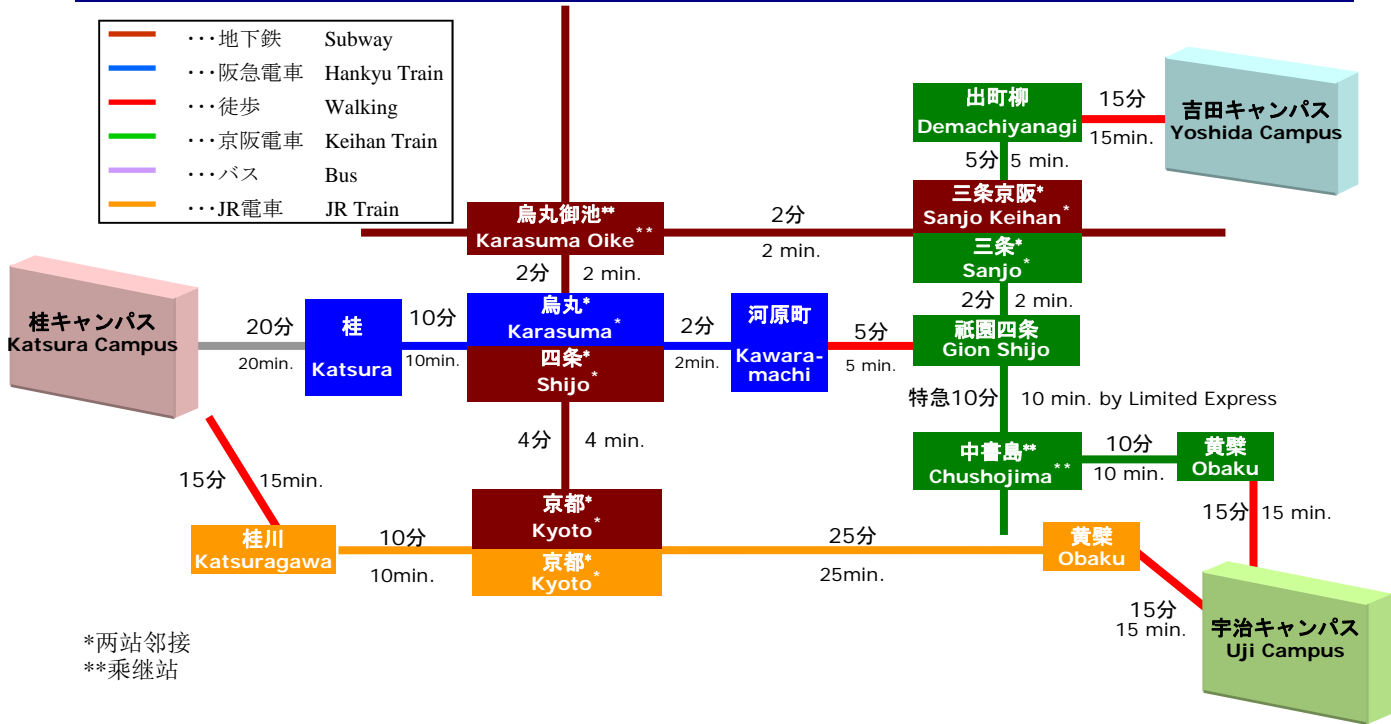 ・・・地下鉄 Subway
・・・阪急電車 Hankyu Train
・・・徒歩 Walking
・・・京阪電車 Keihan Train
・・・バス Bus
・・・JR電車 JR Train
出町柳
Demachiyanagi
15分
15min.
吉田キャンパス
Yoshida Campus
5分 5 min.
烏丸御池**
Karasuma Oike**
2分
2 min.
三条京阪*
Sanjo Keihan*
三条*
Sanjo*
2分 2 min.
2分 2 min.
桂キャンパス
Katsura Campus
20分
20min.
桂
Katsura
10分
10min.
烏丸*
Karasuma*
四条*
Shijo*
2分
2min.
河原町
Kawara-
machi
5分
5 min.
祇園四条
Gion Shijo
特急10分 10 min. by Limited Express
4分 4 min.
中書島**
Chushojima**
10分
10 min.
黄檗
Obaku
15分 15min.
15分 15 min.
桂川
Katsuragawa
10分
10min.
京都*
Kyoto*
京都*
Kyoto*
25分
25min.
黄檗
Obaku
15分
15 min.
宇治キャンパス
Uji Campus
*两站邻接
**乘继站